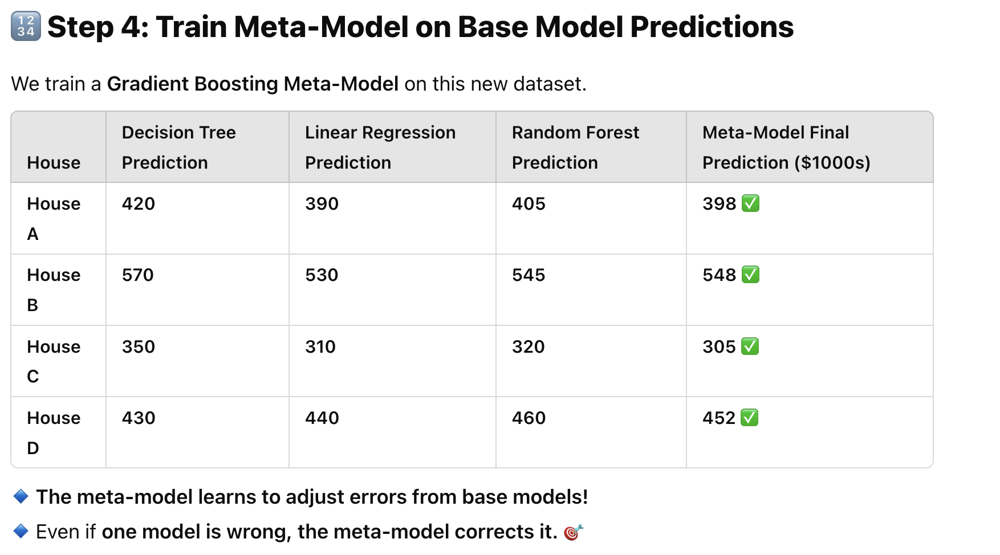 🔢 Step 4: Train Meta-Model on Base Model Predictions
We train a Gradient Boosting Meta-Model on this new dataset.
House | Decision Tree Prediction | Linear Regression Prediction | Random Forest Prediction | Meta-Model Final Prediction ($1000s)
House A | 420 | 390 | 405 | 398 ✅
House B | 570 | 530 | 545 | 548 ✅
House C | 350 | 310 | 320 | 305 ✅
House D | 430 | 440 | 460 | 452 ✅
🔹 The meta-model learns to adjust errors from base models!
🔹 Even if one model is wrong, the meta-model corrects it. 🎯